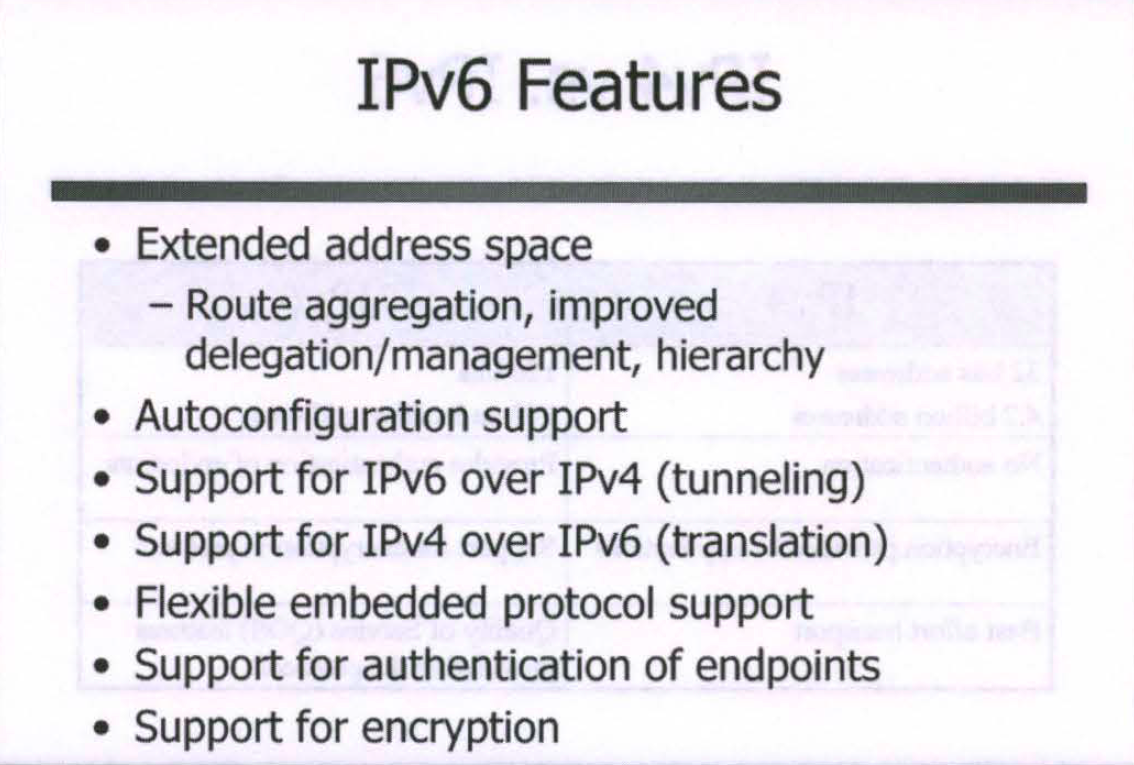 IPv6 Features
• Extended address space
– Route aggregation, improved
delegation/management, hierarchy
• Autoconfiguration support
• Support for IPv6 over IPv4 (tunneling)
• Support for IPv4 over IPv6 (translation)
• Flexible embedded protocol support
• Support for authentication of endpoints
• Support for encryption